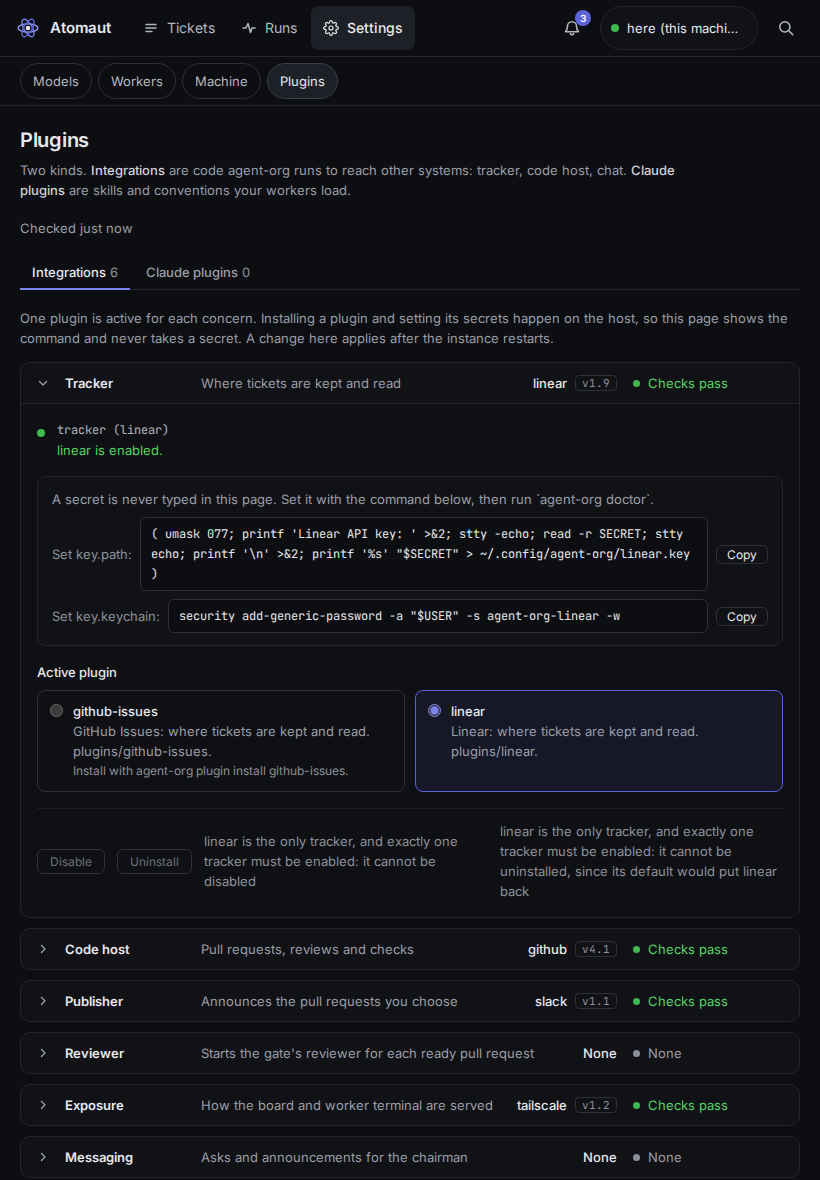 Atomaut
Tickets
Runs
Settings
3
here (this machi...
Models
Workers
Machine
Plugins
Plugins
Two kinds. Integrations are code agent-org runs to reach other systems: tracker, code host, chat. Claude
plugins are skills and conventions your workers load.
Checked just now
Integrations 6
Claude plugins 0
One plugin is active for each concern. Installing a plugin and setting its secrets happen on the host, so this page shows the
command and never takes a secret. A change here applies after the instance restarts.
Tracker
Where tickets are kept and read
linear
v1.9
Checks pass
tracker (linear)
linear is enabled.
A secret is never typed in this page. Set it with the command below, then run `agent-org doctor`.
Set key.path:
( umask 077; printf 'Linear API key: ' >&2; stty -echo; read -r SECRET; stty
echo; printf '\n' >&2; printf '%s' "$SECRET" > ~/.config/agent-org/linear.key
)
Copy
Set key.keychain:
security add-generic-password -a "$USER" -s agent-org-linear -w
Copy
Active plugin
github-issues
GitHub Issues: where tickets are kept and read.
plugins/github-issues.
Install with agent-org plugin install github-issues.
linear
Linear: where tickets are kept and read.
plugins/linear.
Disable
Uninstall
linear is the only tracker, and exactly one
tracker must be enabled: it cannot be
disabled
linear is the only tracker, and exactly one
tracker must be enabled: it cannot be
uninstalled, since its default would put linear
back
Code host
Pull requests, reviews and checks
github
v4.1
Checks pass
Publisher
Announces the pull requests you choose
slack
v1.1
Checks pass
Reviewer
Starts the gate's reviewer for each ready pull request
None
None
Exposure
How the board and worker terminal are served
tailscale
v1.2
Checks pass
Messaging
Asks and announcements for the chairman
None
None